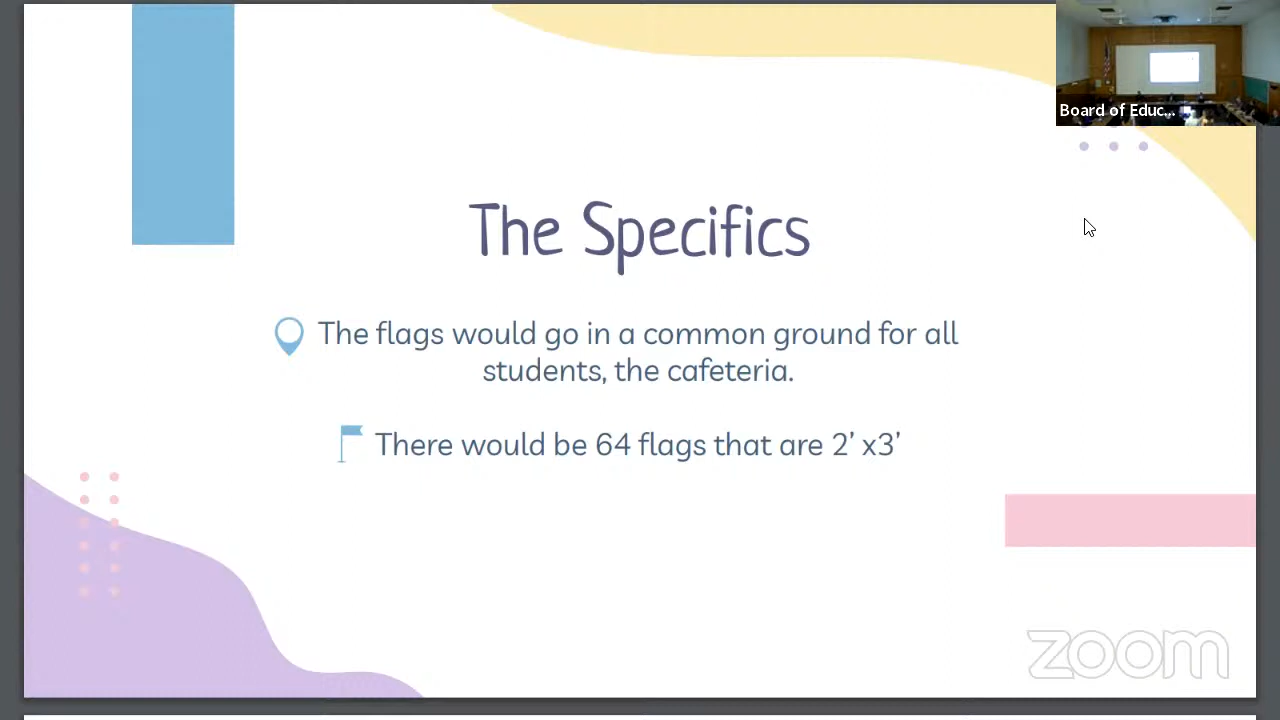 Board of Educ...
The Specifics
The flags would go in a common ground for all
students, the cafeteria.
There would be 64 flags that are 2’ x3’
zoom